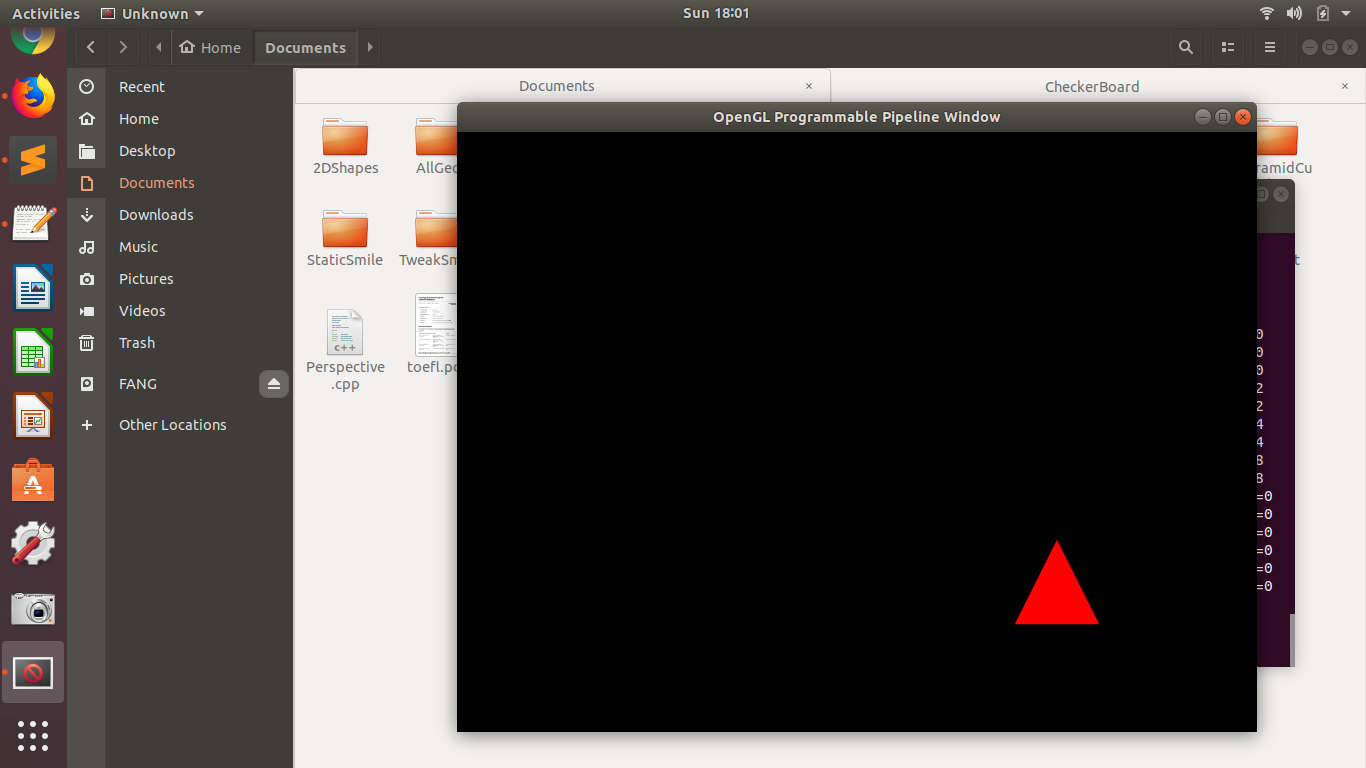 Activities Unknown Sun 18:01
Home Documents
Documents × CheckerBoard ×
OpenGL Programmable Pipeline Window
Recent
Home
Desktop
Documents
Downloads
Music
Pictures
Videos
Trash
FANG
Other Locations
2DShapes AllGeo ramidCu
StaticSmile TweakSm t
C++
Perspective
.cpp
toefl.pd
0
0
0
2
2
4
4
8
8
=0
=0
=0
=0
=0
=0